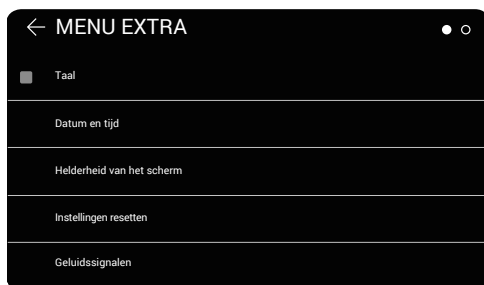 MENU EXTRA
Taal
Datum en tijd
Helderheid van het scherm
Instellingen resetten
Geluidssignalen